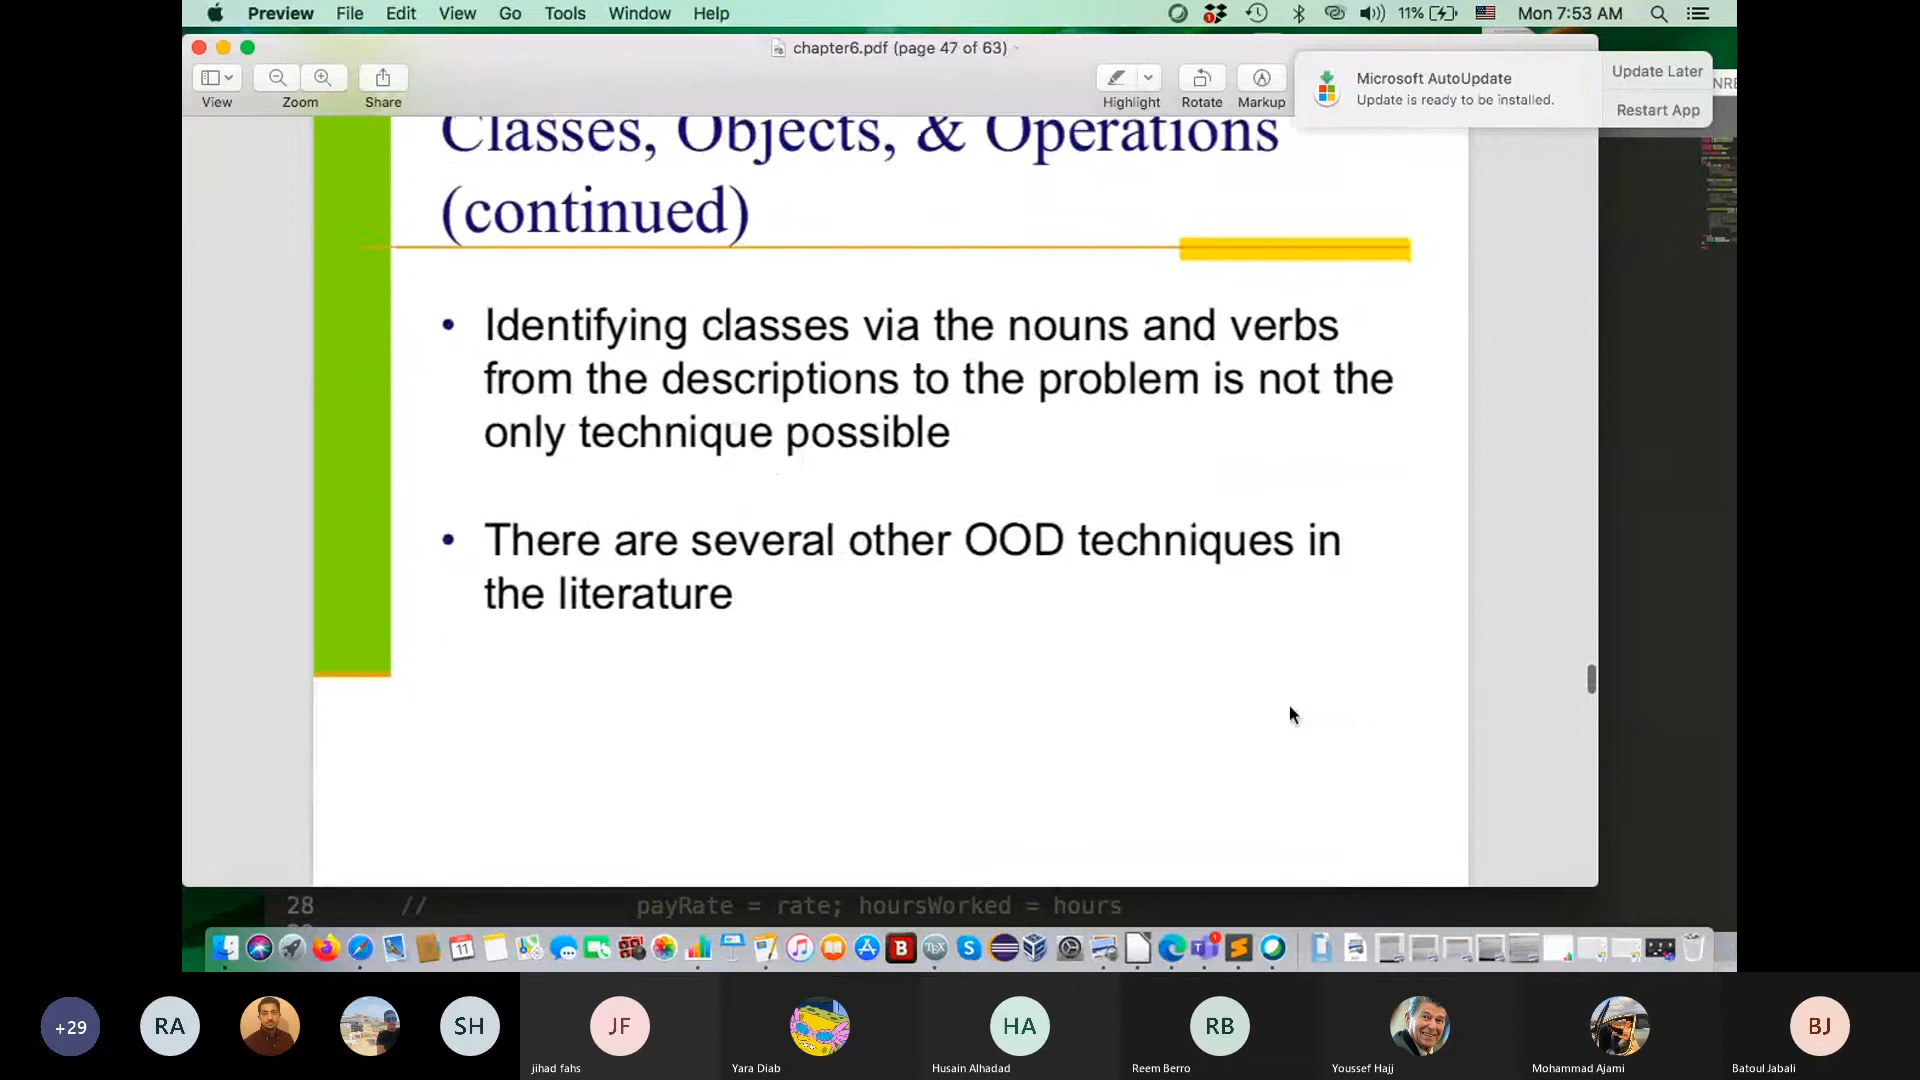 Preview File Edit View Go Tools Window Help
11% Mon 7:53 AM
chapter6.pdf (page 47 of 63)
View Zoom Share Highlight Rotate Markup
Microsoft AutoUpdate
Update is ready to be installed.
Update Later
Restart App
Classes, Objects, & Operations
(continued)
• Identifying classes via the nouns and verbs
from the descriptions to the problem is not the
only technique possible
• There are several other OOD techniques in
the literature
28 // payRate = rate; hoursWorked = hours
+29 RA SH JF HA RB BJ
jihad fahs Yara Diab Husain Alhadad Reem Berro Youssef Hajj Mohammad Ajami Batoul Jabali